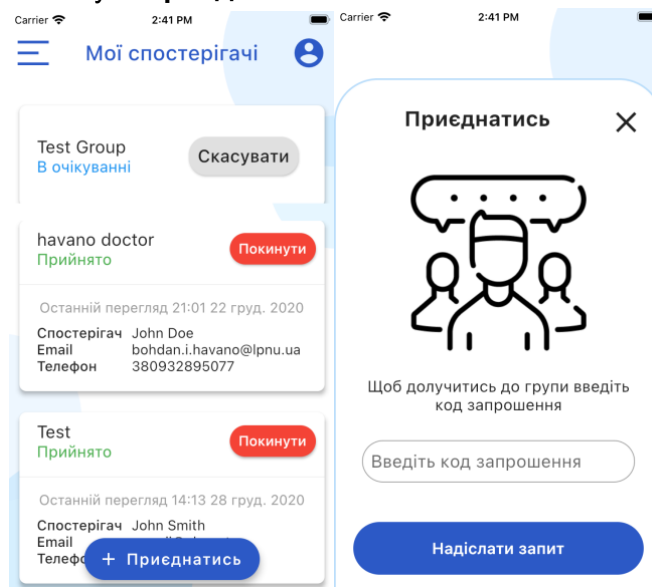 Carrier 2:41 PM
Мої спостерігачі
Test Group
В очікуванні
Скасувати
havano doctor
Прийнято
Покинути
Останній перегляд 21:01 22 груд. 2020
Спостерігач John Doe
Email bohdan.i.havano@lpnu.ua
Телефон 380932895077
Test
Прийнято
Покинути
Останній перегляд 14:13 28 груд. 2020
Спостерігач John Smith
Email
+ Приєднатись
Carrier 2:41 PM
Приєднатись
Щоб долучитись до групи введіть
код запрошення
Введіть код запрошення
Надіслати запит